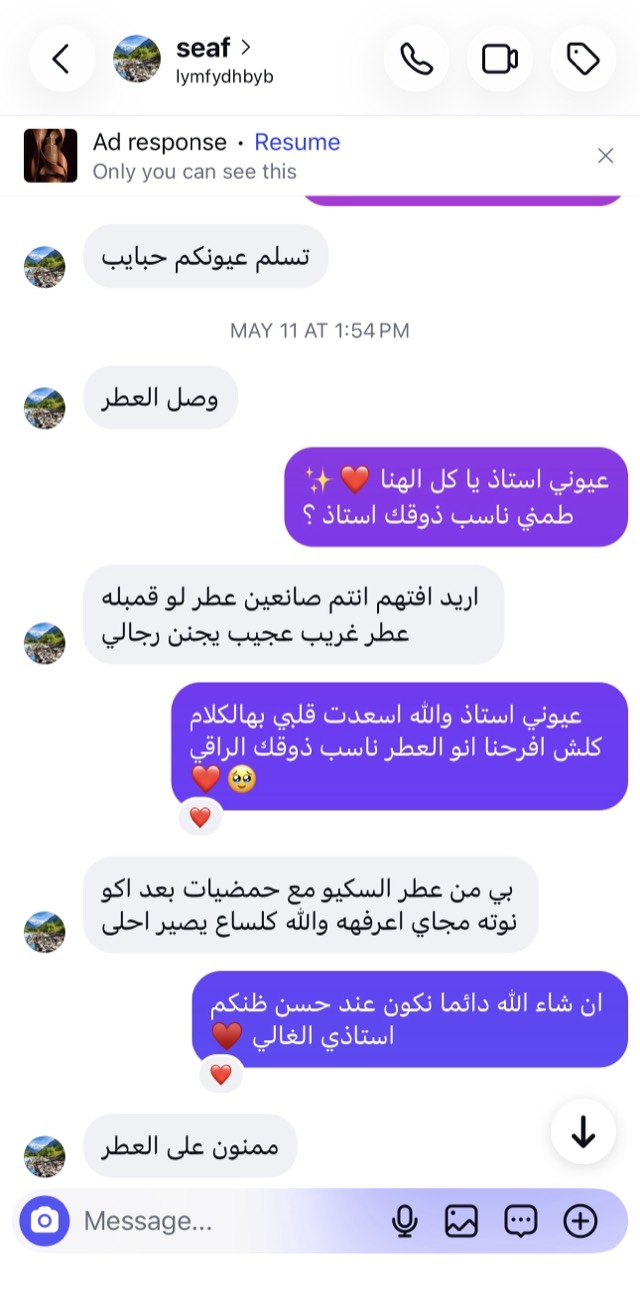 seaf
lymfydhbyb
Ad response · Resume
Only you can see this
تسلم عيونكم حبايب
MAY 11 AT 1:54 PM
وصل العطر
عيوني استاذ يا كل الهنا ❤️ ✨
طمني ناسب ذوقك استاذ ؟
اريد افتهم انتم صانعين عطر لو قمبله
عطر غريب عجيب يجنن رجالي
عيوني استاذ والله اسعدت قلبي بهالكلام
كلش افرحنا انو العطر ناسب ذوقك الراقي
🥹❤️
❤️
بي من عطر السكيو مع حمضيات بعد اكو
نوته مجاي اعرفهه والله كلساع يصير احلى
ان شاء الله دائما نكون عند حسن ظنكم
استاذي الغالي ♥️
❤️
ممنون على العطر
Message...